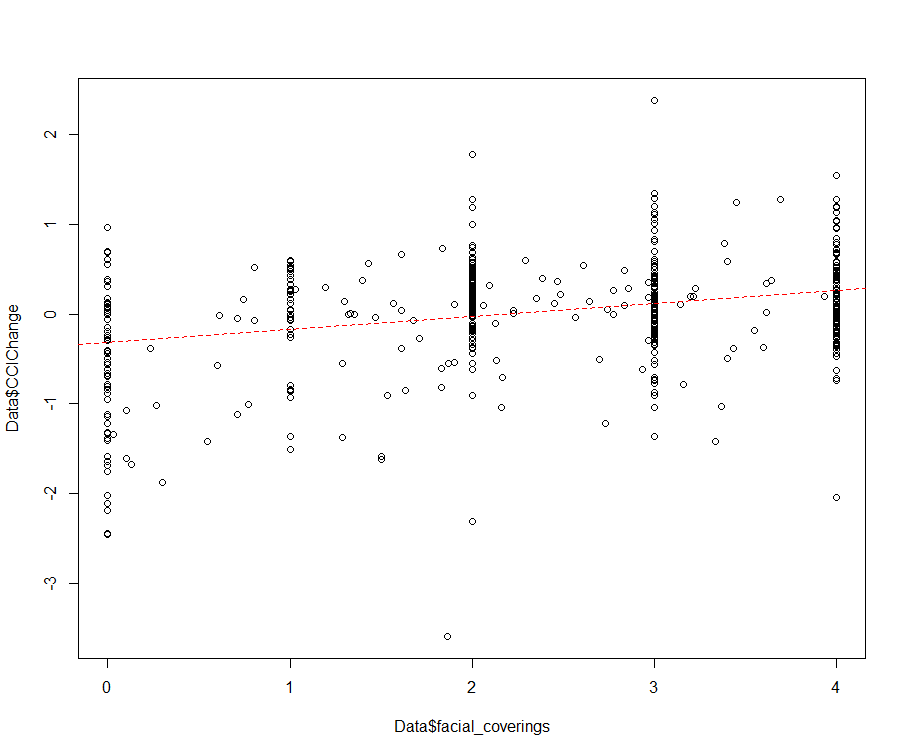 2
1
0
-1
-2
-3
Data$CCIChange
0 1 2 3 4
Data$facial_coverings